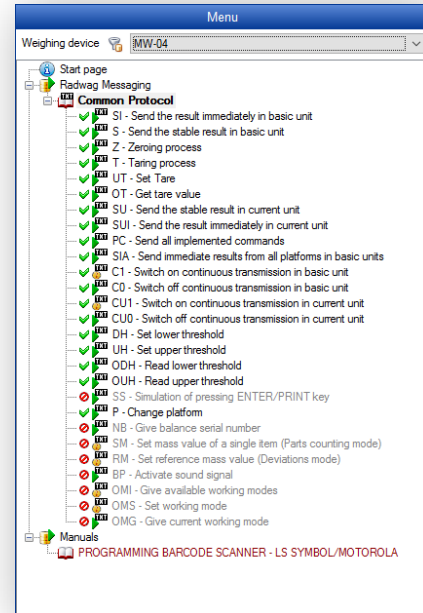 Menu
Weighing device MW-04
Start page
Radwag Messaging
Common Protocol
SI - Send the result immediately in basic unit
S - Send the stable result in basic unit
Z - Zeroing process
T - Taring process
UT - Set Tare
OT - Get tare value
SU - Send the stable result in current unit
SUI - Send the result immediately in current unit
PC - Send all implemented commands
SIA - Send immediate results from all platforms in basic units
C1 - Switch on continuous transmission in basic unit
C0 - Switch off continuous transmission in basic unit
CU1 - Switch on continuous transmission in current unit
CU0 - Switch off continuous transmission in current unit
DH - Set lower threshold
UH - Set upper threshold
ODH - Read lower threshold
OUH - Read upper threshold
SS - Simulation of pressing ENTER/PRINT key
P - Change platform
NB - Give balance serial number
SM - Set mass value of a single item (Parts counting mode)
RM - Set reference mass value (Deviations mode)
BP - Activate sound signal
OMI - Give available working modes
OMS - Set working mode
OMG - Give current working mode
Manuals
PROGRAMMING BARCODE SCANNER - LS SYMBOL/MOTOROLA